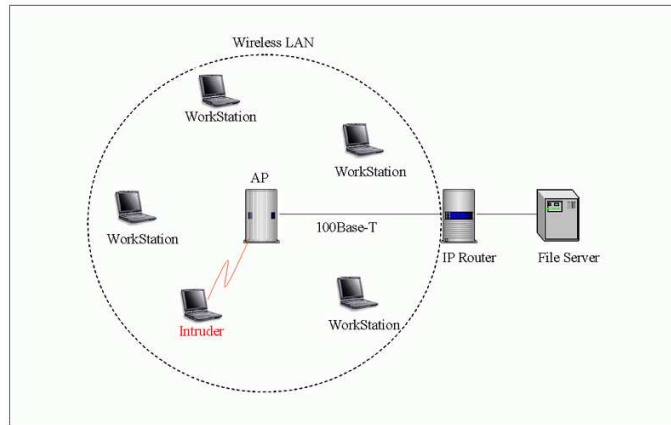 Wireless LAN
WorkStation
WorkStation
AP
WorkStation
100Base-T
IP Router
File Server
Intruder
WorkStation